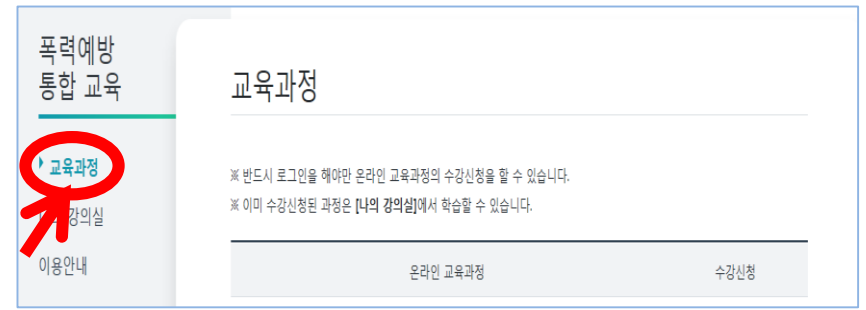 폭력예방
통합 교육
교육과정
강의실
이용안내
교육과정
※ 반드시 로그인을 해야만 온라인 교육과정의 수강신청을 할 수 있습니다.
※ 이미 수강신청된 과정은 [나의 강의실]에서 학습할 수 있습니다.
온라인 교육과정 수강신청